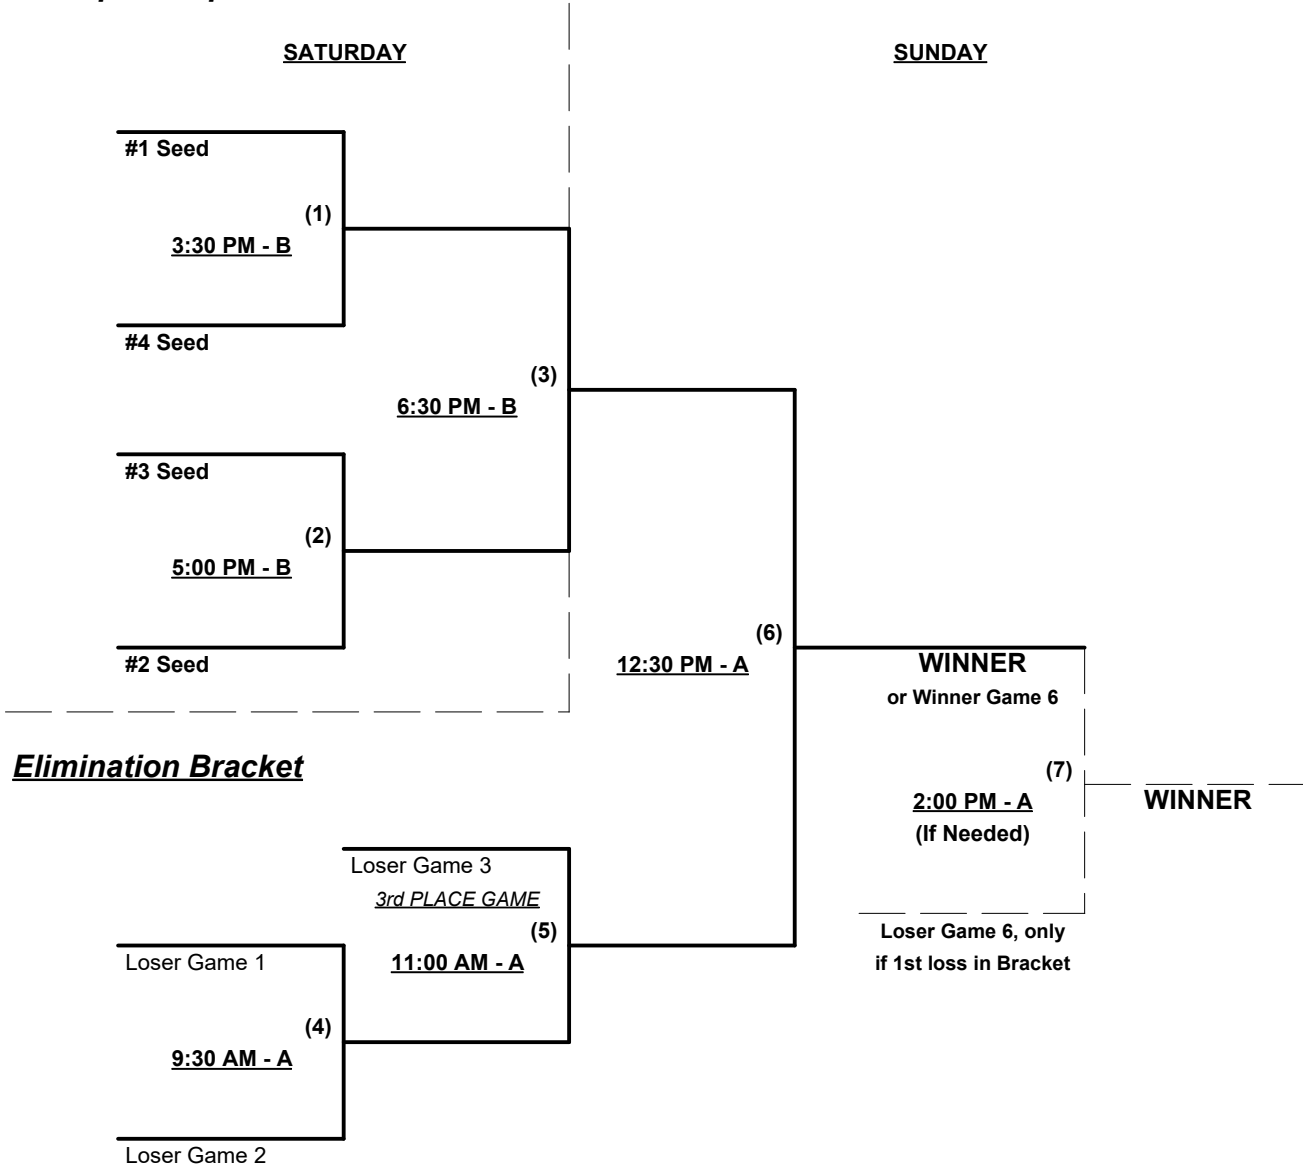 SATURDAY
SUNDAY
#1 Seed
(1)
3:30 PM - B
#4 Seed
(3)
6:30 PM - B
#3 Seed
(2)
5:00 PM - B
#2 Seed
(6)
12:30 PM - A
WINNER
or Winner Game 6
Elimination Bracket
(7)
2:00 PM - A
(If Needed)
WINNER
Loser Game 3
3rd PLACE GAME
(5)
11:00 AM - A
Loser Game 6, only
if 1st loss in Bracket
Loser Game 1
(4)
9:30 AM - A
Loser Game 2